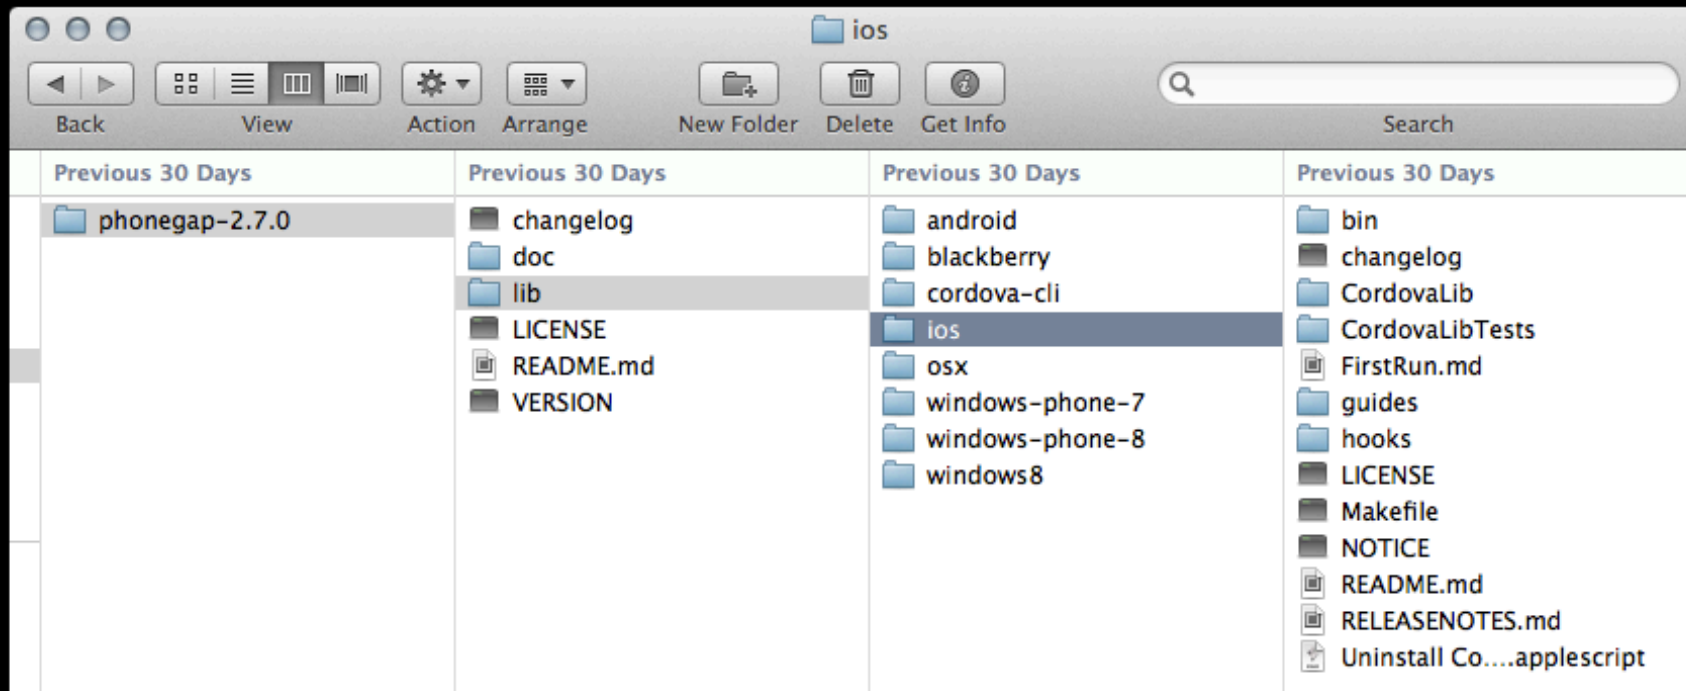 ios
Back View Action Arrange New Folder Delete Get Info Search
Previous 30 Days Previous 30 Days Previous 30 Days Previous 30 Days
phonegap-2.7.0
changelog
doc
lib
LICENSE
README.md
VERSION
android
blackberry
cordova-cli
ios
osx
windows-phone-7
windows-phone-8
windows8
bin
changelog
CordovaLib
CordovaLibTests
FirstRun.md
guides
hooks
LICENSE
Makefile
NOTICE
README.md
RELEASENOTES.md
Uninstall Co....applescript